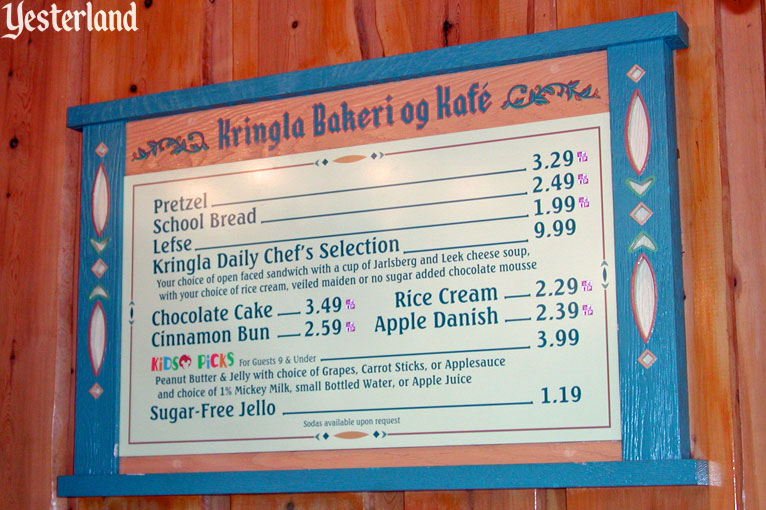 Yesterland
Kringla Bakeri og Kafé
Pretzel 3.29
School Bread 2.49
Lefse 1.99
Kringla Daily Chef's Selection 9.99
Your choice of open faced sandwich with a cup of Jarlsberg and Leek cheese soup,
with your choice of rice cream, veiled maiden or no sugar added chocolate mousse
Chocolate Cake 3.49 Rice Cream 2.29
Cinnamon Bun 2.59 Apple Danish 2.39
KiDS PiCKS For Guests 9 & Under 3.99
Peanut Butter & Jelly with choice of Grapes, Carrot Sticks, or Applesauce
and choice of 1% Mickey Milk, small Bottled Water, or Apple Juice
Sugar-Free Jello 1.19
Sodas available upon request